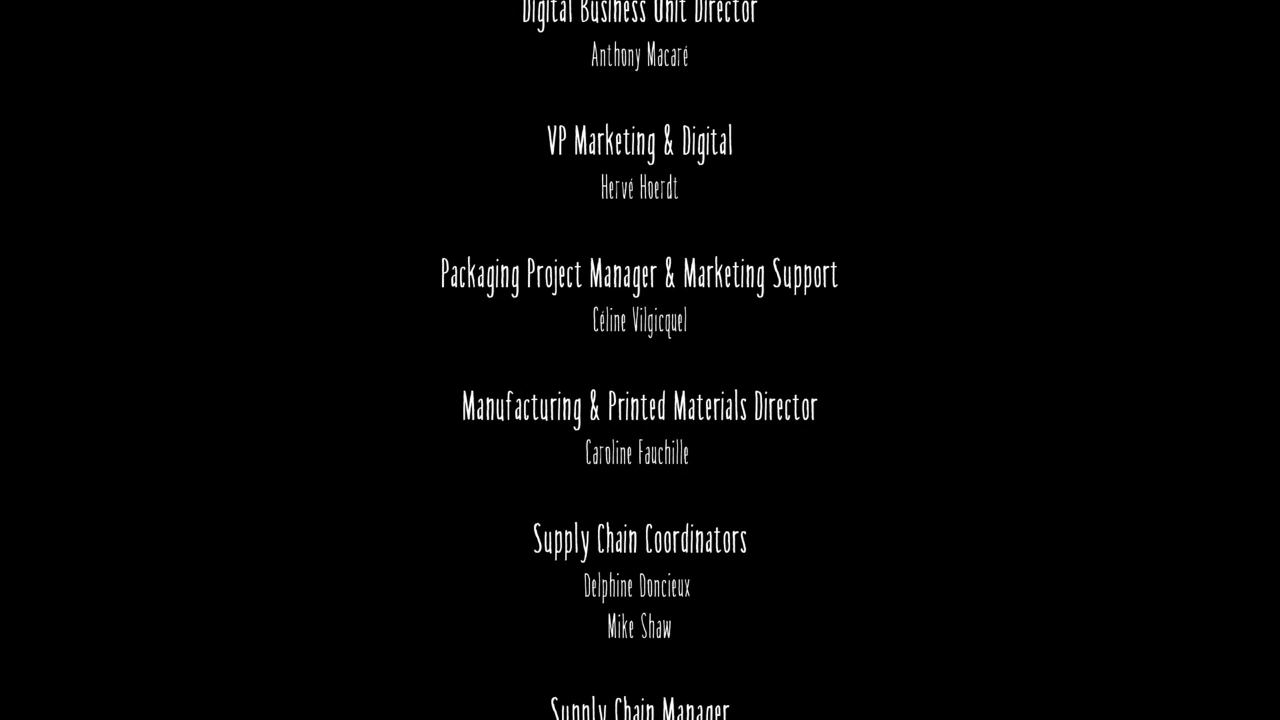 Digital Business Unit Director
Anthony Macaré
VP Marketing & Digital
Hervé Hoerdt
Packaging Project Manager & Marketing Support
Céline Vilgicquel
Manufacturing & Printed Materials Director
Caroline Fauchille
Supply Chain Coordinators
Delphine Doncieux
Mike Shaw
Supply Chain Manager